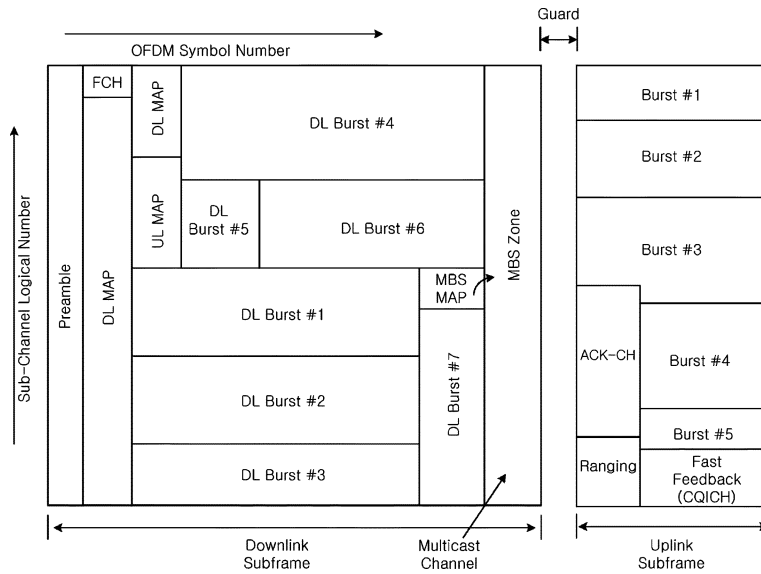 Guard
OFDM Symbol Number
Sub-Channel Logical Number
Preamble
FCH
DL MAP
DL MAP
UL MAP
DL Burst #4
DL
Burst #5
DL Burst #6
DL Burst #1
DL Burst #2
DL Burst #3
MBS
MAP
DL Burst #7
MBS Zone
Burst #1
Burst #2
Burst #3
ACK-CH
Burst #4
Burst #5
Ranging
Fast
Feedback
(CQICH)
Downlink
Subframe
Multicast
Channel
Uplink
Subframe